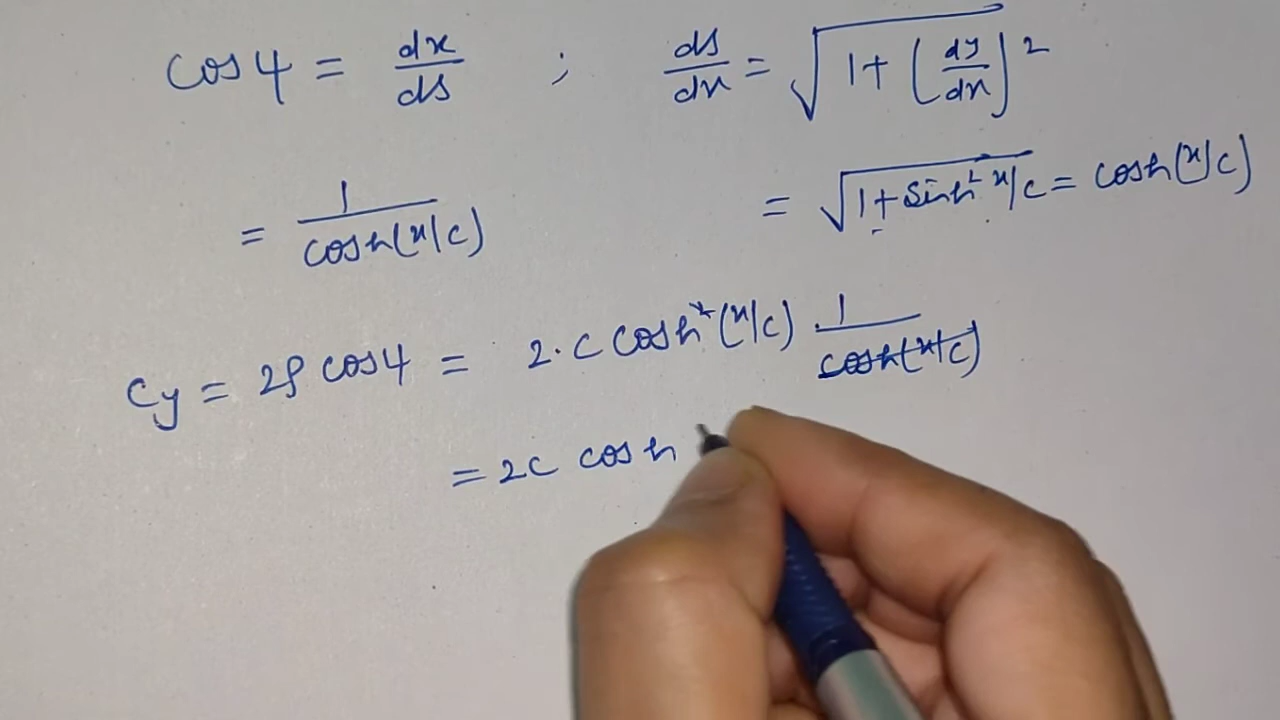 cos ψ = dx/ds ; ds/dx = √(1 + (dy/dx)²)
= 1/cosh(x/c) = √(1 + sinh² x/c) = cosh(x/c)
Cy = 2ρ cos ψ = 2·c cosh²(x/c) 1/cosh(x/c)
= 2c cosh